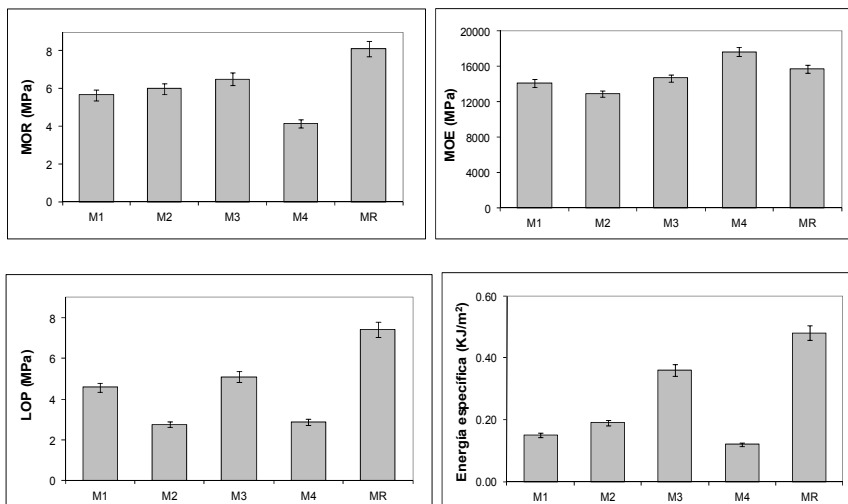 MOR (MPa)
8
6
4
2
0
M1 M2 M3 M4 MR
MOE (MPa)
20000
16000
12000
8000
4000
0
M1 M2 M3 M4 MR
LOP (MPa)
8
6
4
2
0
M1 M2 M3 M4 MR
Energía específica (KJ/m²)
0.60
0.40
0.20
0.00
M1 M2 M3 M4 MR